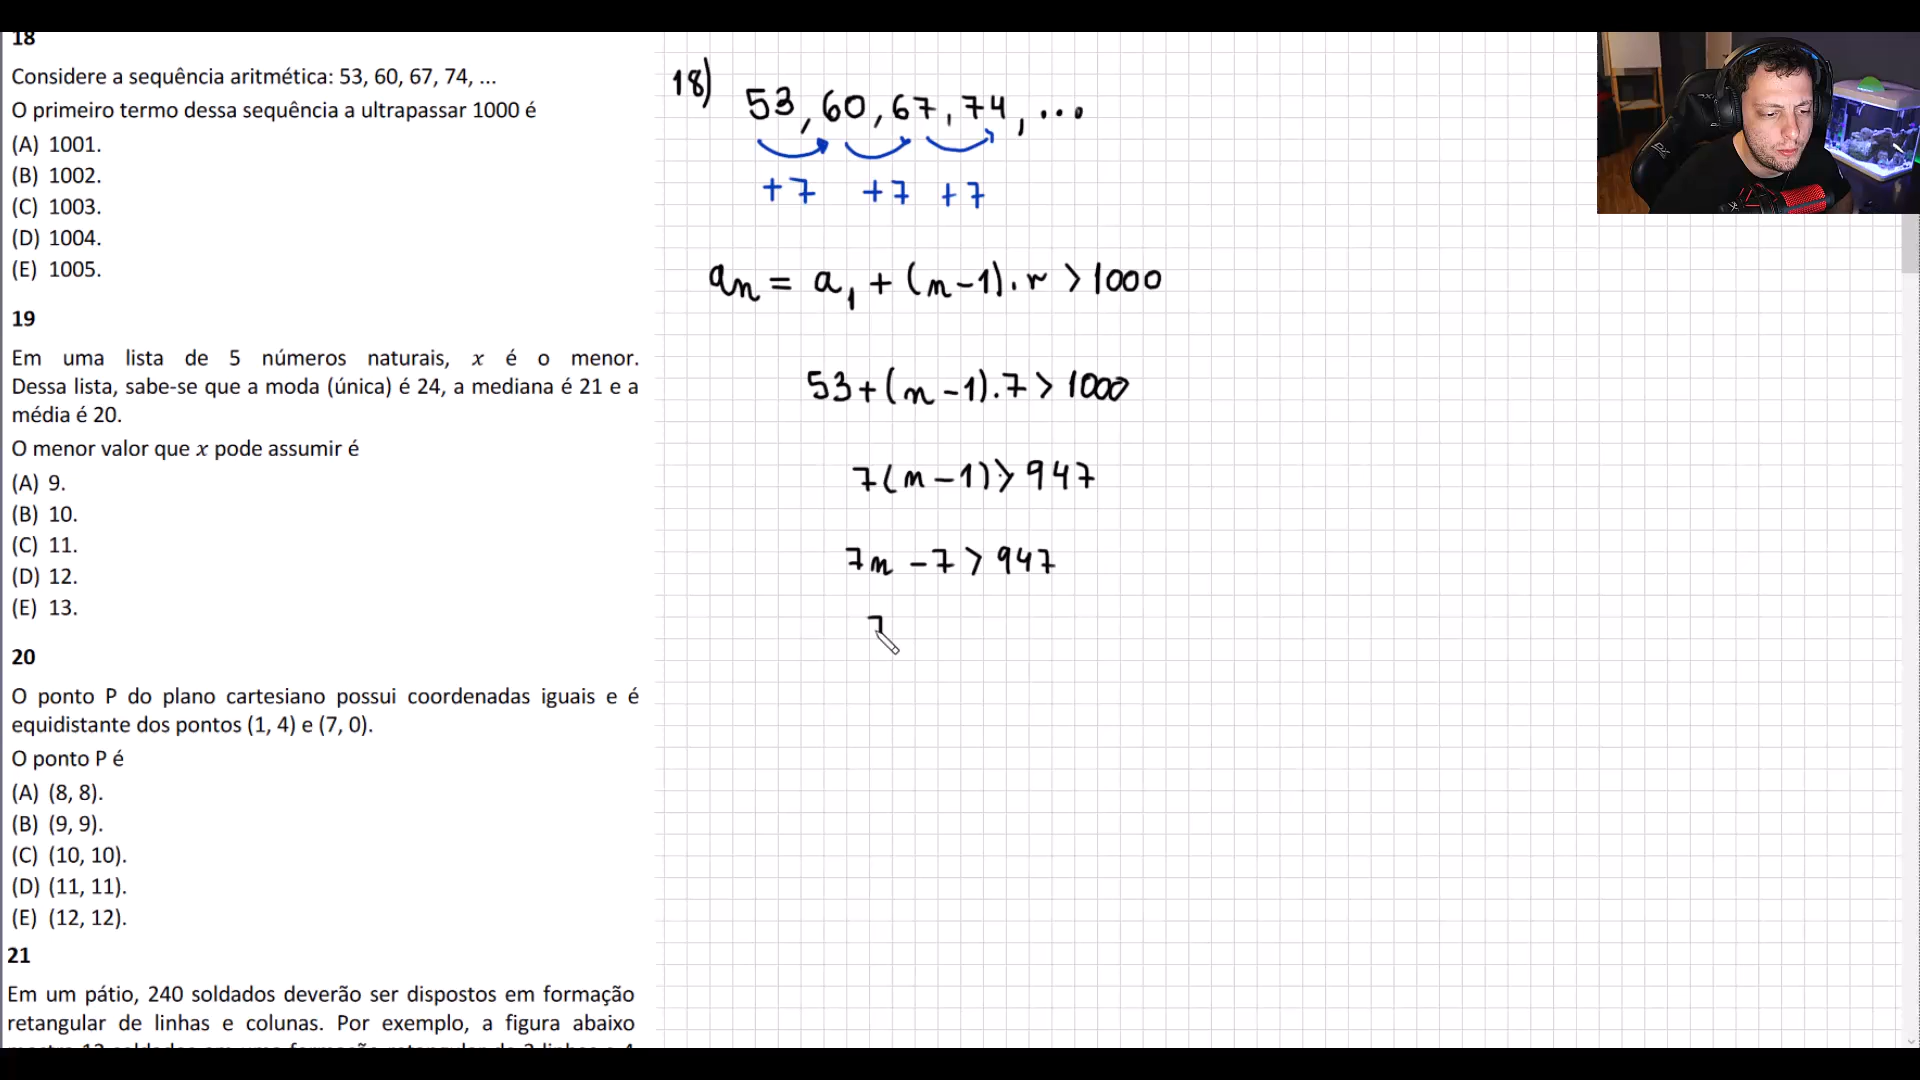 18
Considere a sequência aritmética: 53, 60, 67, 74, ...
O primeiro termo dessa sequência a ultrapassar 1000 é
(A) 1001.
(B) 1002.
(C) 1003.
(D) 1004.
(E) 1005.
19
Em uma lista de 5 números naturais, x é o menor.
Dessa lista, sabe-se que a moda (única) é 24, a mediana é 21 e a
média é 20.
O menor valor que x pode assumir é
(A) 9.
(B) 10.
(C) 11.
(D) 12.
(E) 13.
20
O ponto P do plano cartesiano possui coordenadas iguais e é
equidistante dos pontos (1, 4) e (7, 0).
O ponto P é
(A) (8, 8).
(B) (9, 9).
(C) (10, 10).
(D) (11, 11).
(E) (12, 12).
21
Em um pátio, 240 soldados deverão ser dispostos em formação
retangular de linhas e colunas. Por exemplo, a figura abaixo
18)
53, 60, 67, 74, ...
+7 +7 +7
an = a1 + (n-1).r > 1000
53+(n-1).7 > 1000
7(n-1) > 947
7n - 7 > 947
7